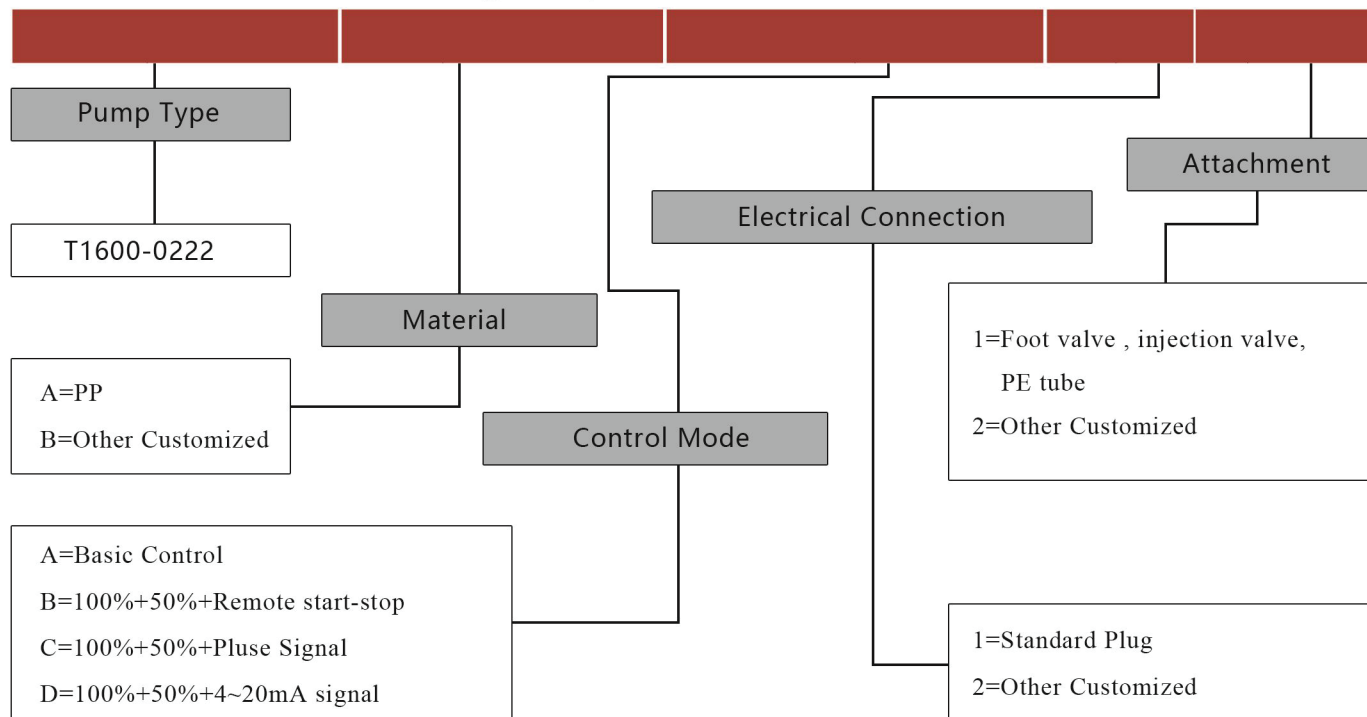 Pump Type
Attachment
Electrical Connection
T1600-0222
Material
1=Foot valve , injection valve,
PE tube
2=Other Customized
A=PP
B=Other Customized
Control Mode
A=Basic Control
B=100%+50%+Remote start-stop
C=100%+50%+Pluse Signal
D=100%+50%+4~20mA signal
1=Standard Plug
2=Other Customized